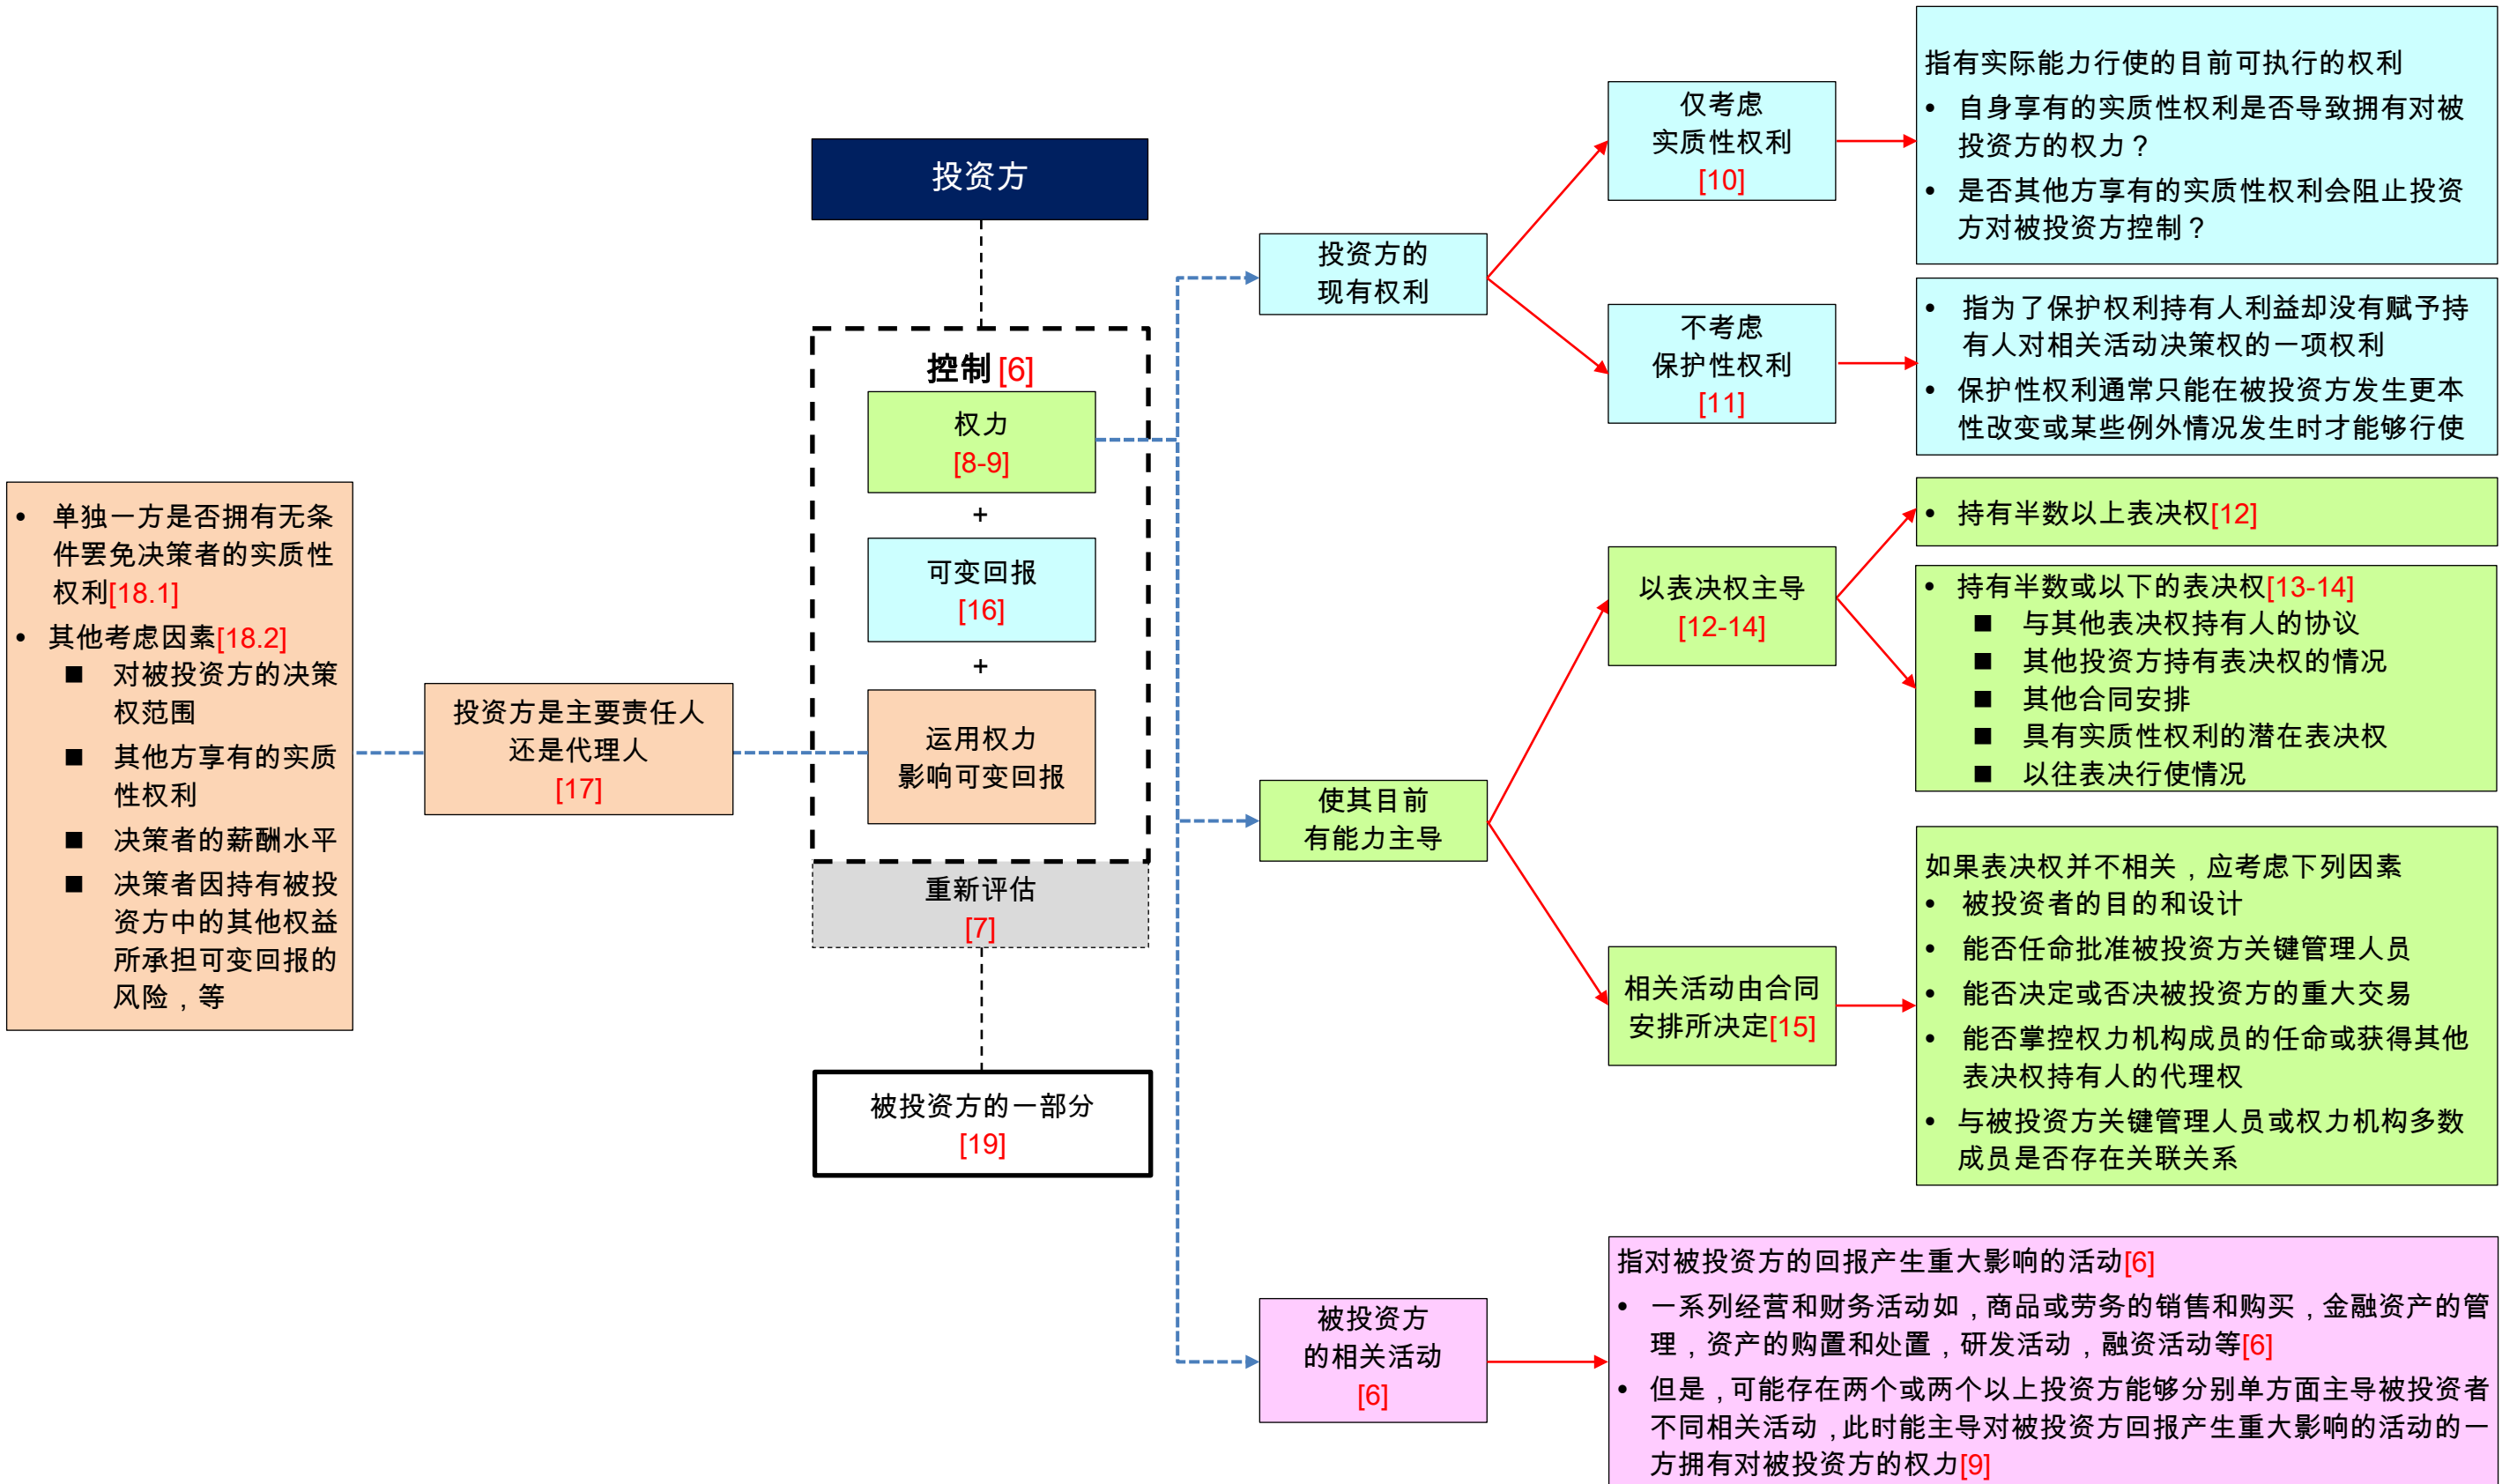 投资方
控制[6]
权力
[8-9]
+
可变回报
[16]
+
运用权力
影响可变回报
重新评估
[7]
被投资方的一部分
[19]
投资方是主要责任人
还是代理人
[17]
• 单独一方是否拥有无条
件罢免决策者的实质性
权利[18.1]
• 其他考虑因素[18.2]
■ 对被投资方的决策
权范围
■ 其他方享有的实质
性权利
■ 决策者的薪酬水平
■ 决策者因持有被投
资方中的其他权益
所承担可变回报的
风险，等
投资方的
现有权利
仅考虑
实质性权利
[10]
指有实际能力行使的目前可执行的权利
• 自身享有的实质性权利是否导致拥有对被
投资方的权力？
• 是否其他方享有的实质性权利会阻止投资
方对被投资方控制？
不考虑
保护性权利
[11]
• 指为了保护权利持有人利益却没有赋予持
有人对相关活动决策权的一项权利
• 保护性权利通常只能在被投资方发生更本
性改变或某些例外情况发生时才能够行使
使其目前
有能力主导
以表决权主导
[12-14]
• 持有半数以上表决权[12]
• 持有半数或以下的表决权[13-14]
■ 与其他表决权持有人的协议
■ 其他投资方持有表决权的情况
■ 其他合同安排
■ 具有实质性权利的潜在表决权
■ 以往表决行使情况
相关活动由合同
安排所决定[15]
如果表决权并不相关，应考虑下列因素
• 被投资者的目的和设计
• 能否任命批准被投资方关键管理人员
• 能否决定或否决被投资方的重大交易
• 能否掌控权力机构成员的任命或获得其他
表决权持有人的代理权
• 与被投资方关键管理人员或权力机构多数
成员是否存在关联关系
被投资方
的相关活动
[6]
指对被投资方的回报产生重大影响的活动[6]
• 一系列经营和财务活动如，商品或劳务的销售和购买，金融资产的管
理，资产的购置和处置，研发活动，融资活动等[6]
• 但是，可能存在两个或两个以上投资方能够分别单方面主导被投资者
不同相关活动，此时能主导对被投资方回报产生重大影响的活动的一
方拥有对被投资方的权力[9]